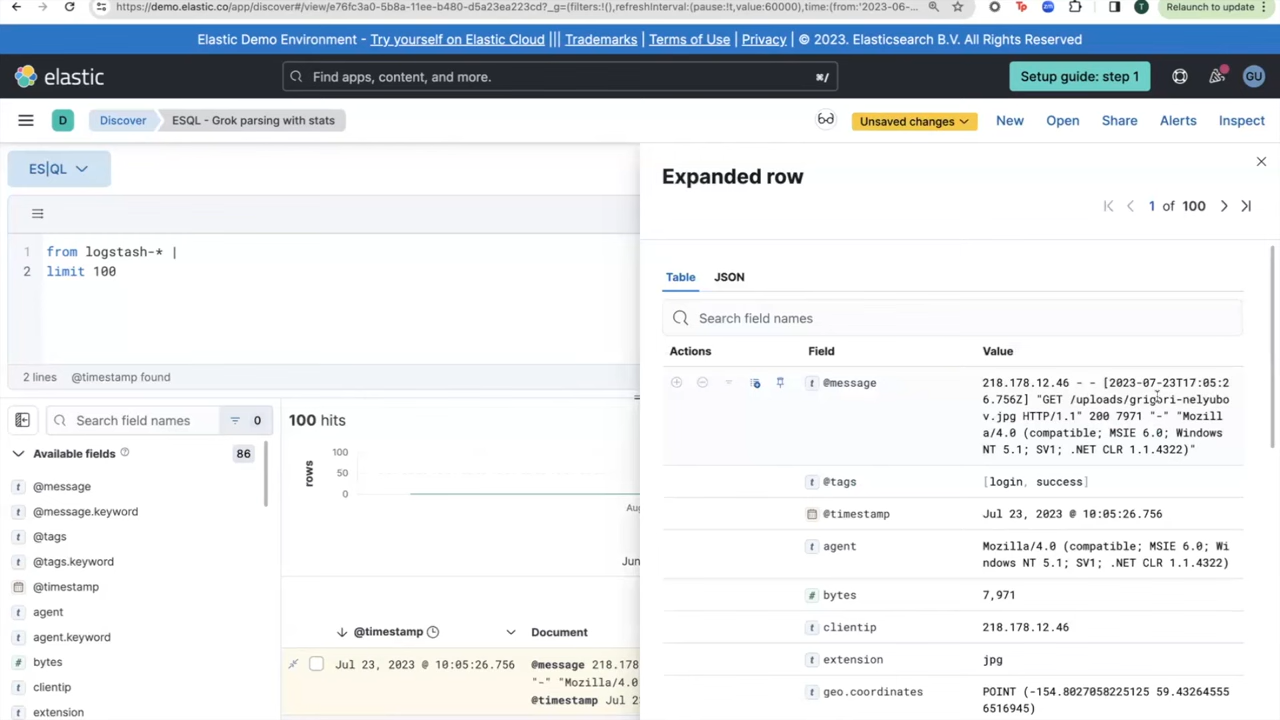 https://demo.elastic.co/app/discover#/view/e76fc3a0-5b8a-11ee-b480-d5a23ea223cd?_g=(filters:!(),refreshInterval:(pause:!t,value:60000),time:(from:'2023-06-...
Relaunch to update
Elastic Demo Environment - Try yourself on Elastic Cloud ||| Trademarks | Terms of Use | Privacy | © 2023. Elasticsearch B.V. All Rights Reserved
elastic
Find apps, content, and more.
⌘/
Setup guide: step 1
GU
D
Discover
ESQL - Grok parsing with stats
Unsaved changes
New
Open
Share
Alerts
Inspect
ES|QL
1 from logstash-* |
2 limit 100
2 lines @timestamp found
Search field names
0
Available fields 86
t @message
t @message.keyword
t @tags
t @tags.keyword
@timestamp
t agent
t agent.keyword
# bytes
t clientip
t extension
100 hits
rows
100
50
0
Au
Jun
@timestamp Document
Jul 23, 2023 @ 10:05:26.756 @message 218.178
"-" "Mozilla/4.0
@timestamp Jul 2
Expanded row
1 of 100
Table JSON
Search field names
Actions Field Value
t @message 218.178.12.46 - - [2023-07-23T17:05:2
6.756Z] "GET /uploads/grigori-nelyubo
v.jpg HTTP/1.1" 200 7971 "-" "Mozill
a/4.0 (compatible; MSIE 6.0; Windows
NT 5.1; SV1; .NET CLR 1.1.4322)"
t @tags [login, success]
@timestamp Jul 23, 2023 @ 10:05:26.756
t agent Mozilla/4.0 (compatible; MSIE 6.0; Wi
ndows NT 5.1; SV1; .NET CLR 1.1.4322)
# bytes 7,971
t clientip 218.178.12.46
t extension jpg
t geo.coordinates POINT (-154.8027058225125 59.43264555
6516945)